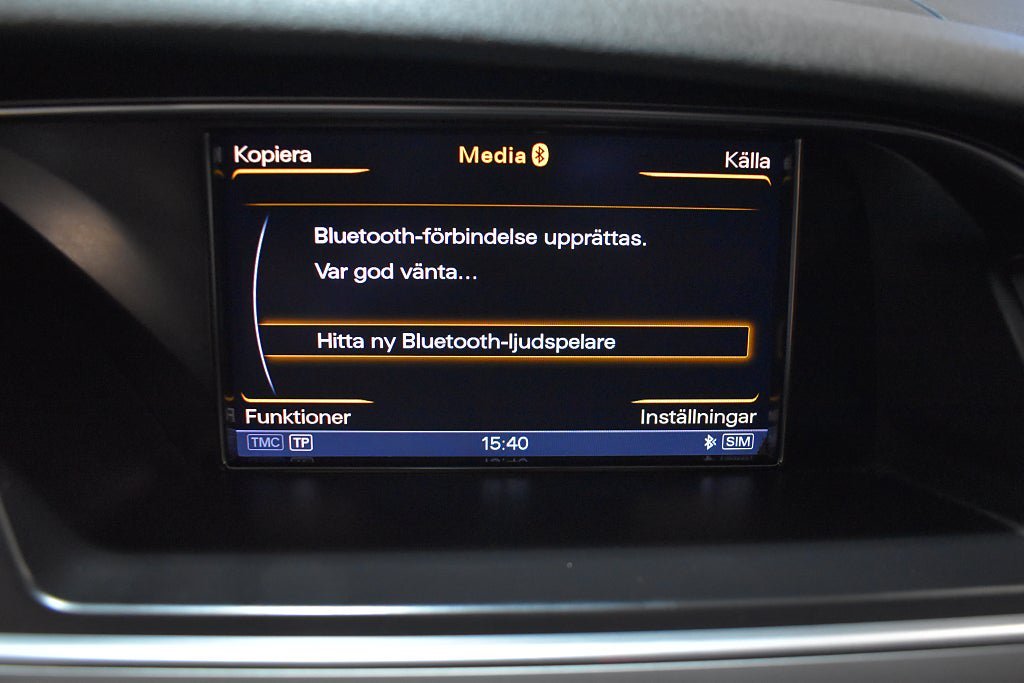 Kopiera
Media
Källa
Bluetooth-förbindelse upprättas.
Var god vänta...
Hitta ny Bluetooth-ljudspelare
Funktioner
Inställningar
TMC TP 15:40 SIM